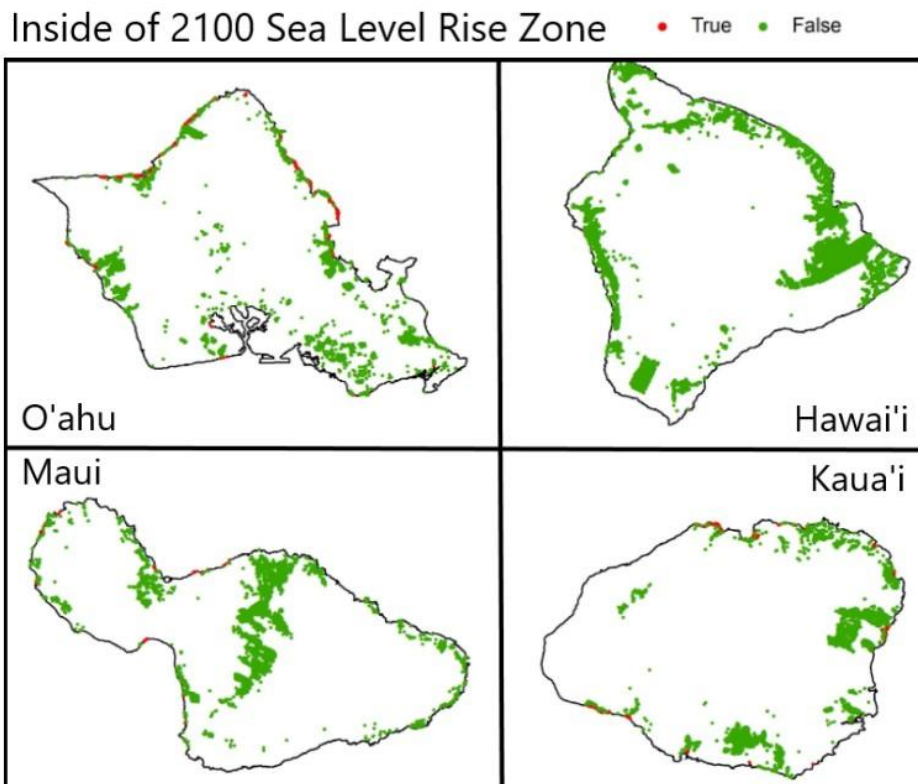 Inside of 2100 Sea Level Rise Zone
True
False
O'ahu
Hawai'i
Maui
Kaua'i